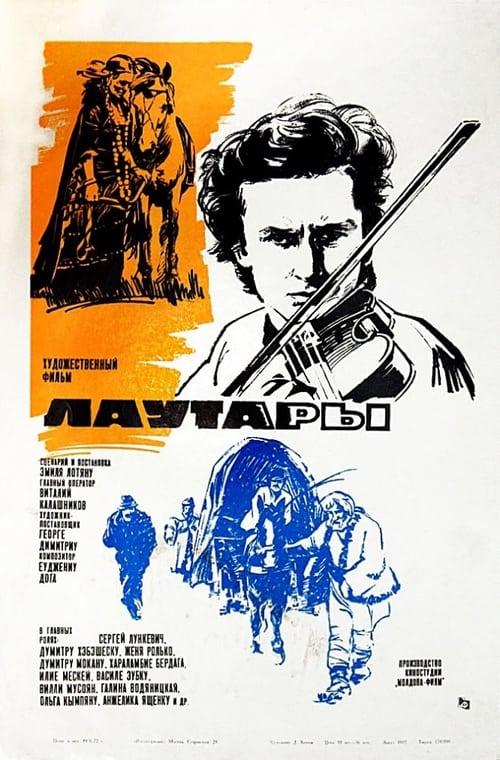 ХУДОЖЕСТВЕННЫЙ
ФИЛЬМ
ЛАУТАРЫ
СЦЕНАРИЙ И ПОСТАНОВКА
ЭМИЛЯ ЛОТЯНУ
ГЛАВНЫЙ ОПЕРАТОР
ВИТАЛИЙ
КАЛАШНИКОВ
ХУДОЖНИК-
ПОСТАНОВЩИК
ГЕОРГЕ
ДИМИТРИУ
КОМПОЗИТОР
ЕУДЖЕНИУ
ДОГА
В ГЛАВНЫХ
РОЛЯХ: СЕРГЕЙ ЛУНКЕВИЧ,
ДУМИТРУ ХЭБЭШЕСКУ, ЖЕНЯ РОЛЬКО,
ДУМИТРУ МОКАНУ, ХАРАЛАМБИЕ БЕРДАГА,
ИЛИЕ МЕСКЕЙ, ВАСИЛЕ ЗУБКУ,
ВИЛЛИ МУСОЯН, ГАЛИНА ВОДЯНИЦКАЯ,
ОЛЬГА КЫМПЯНУ, АНЖЕЛИКА ЯЩЕНКУ И ДР.
ПРОИЗВОДСТВО
КИНОСТУДИИ
"МОЛДОВА-ФИЛМ"